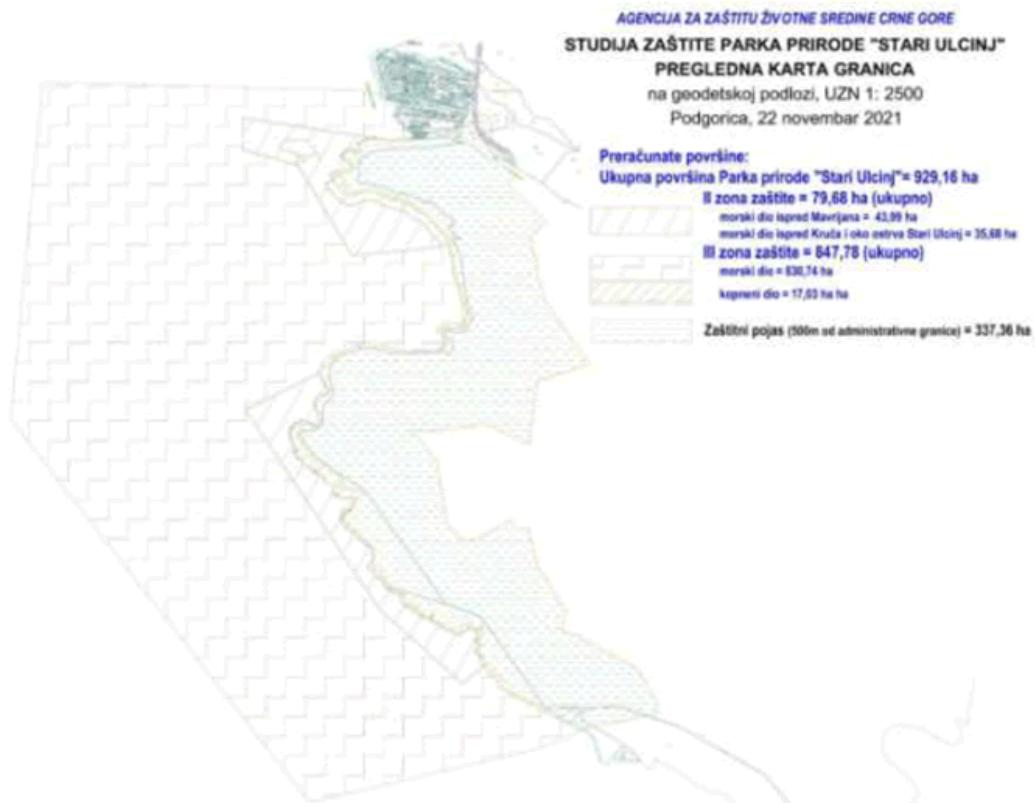 AGENCIJA ZA ZAŠTITU ŽIVOTNE SREDINE CRNE GORE
STUDIJA ZAŠTITE PARKA PRIRODE "STARI ULCINJ"
PREGLEDNA KARTA GRANICA
na geodetskoj podlozi, UZN 1: 2500
Podgorica, 22 novembar 2021
Preračunate površine:
Ukupna površina Parka prirode "Stari Ulcinj"= 929,16 ha
II zona zaštite = 79,68 ha (ukupno)
morski dio ispred Mavrijana = 43,99 ha
morski dio ispred Kruča i oko ostrva Stari Ulcinj = 35,68 ha
III zona zaštite = 847,78 (ukupno)
morski dio = 830,74 ha
kopneni dio = 17,03 ha ha
Zaštitni pojas (500m od administrativne granice) = 337,36 ha